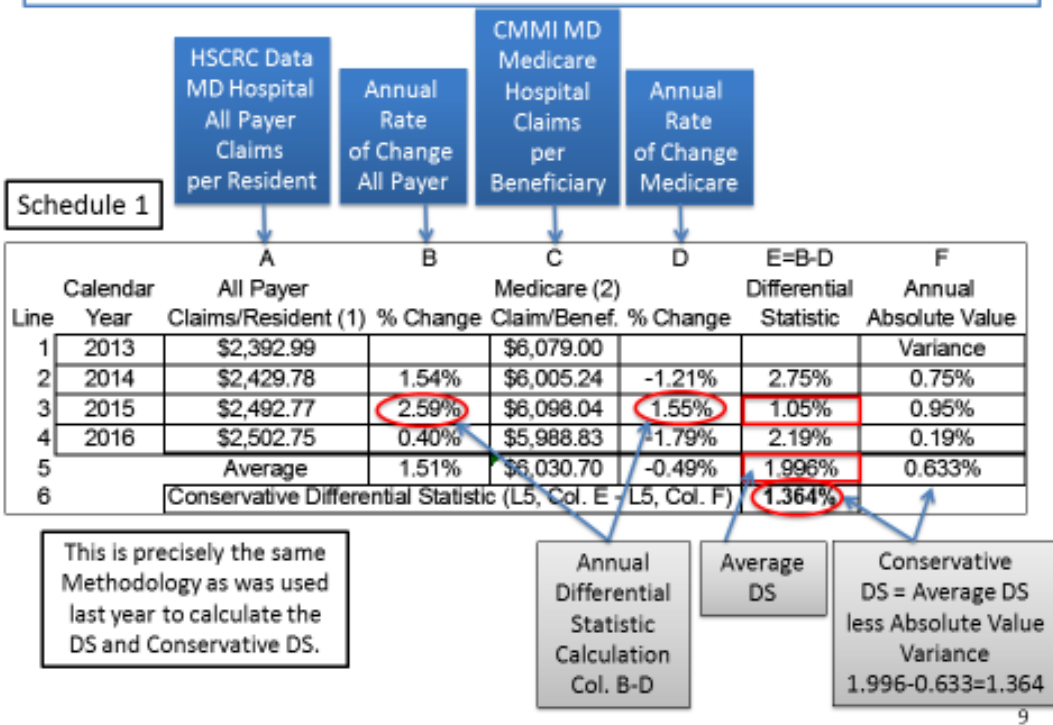 HSCRC Data
MD Hospital
All Payer
Claims
per Resident
Annual
Rate
of Change
All Payer
CMMI MD
Medicare
Hospital
Claims
per
Beneficiary
Annual
Rate
of Change
Medicare
Schedule 1
A B C D E=B-D F
Calendar All Payer Medicare (2) Differential Annual
Line Year Claims/Resident (1) % Change Claim/Benef. % Change Statistic Absolute Value
1 2013 $2,392.99 $6,079.00 Variance
2 2014 $2,429.78 1.54% $6,005.24 -1.21% 2.75% 0.75%
3 2015 $2,492.77 2.59% $6,098.04 1.55% 1.05% 0.95%
4 2016 $2,502.75 0.40% $5,988.83 -1.79% 2.19% 0.19%
5 Average 1.51% $6,030.70 -0.49% 1.996% 0.633%
6 Conservative Differential Statistic (L5, Col. E - L5, Col. F) 1.364%
This is precisely the same
Methodology as was used
last year to calculate the
DS and Conservative DS.
Annual
Differential
Statistic
Calculation
Col. B-D
Average
DS
Conservative
DS = Average DS
less Absolute Value
Variance
1.996-0.633=1.364
9